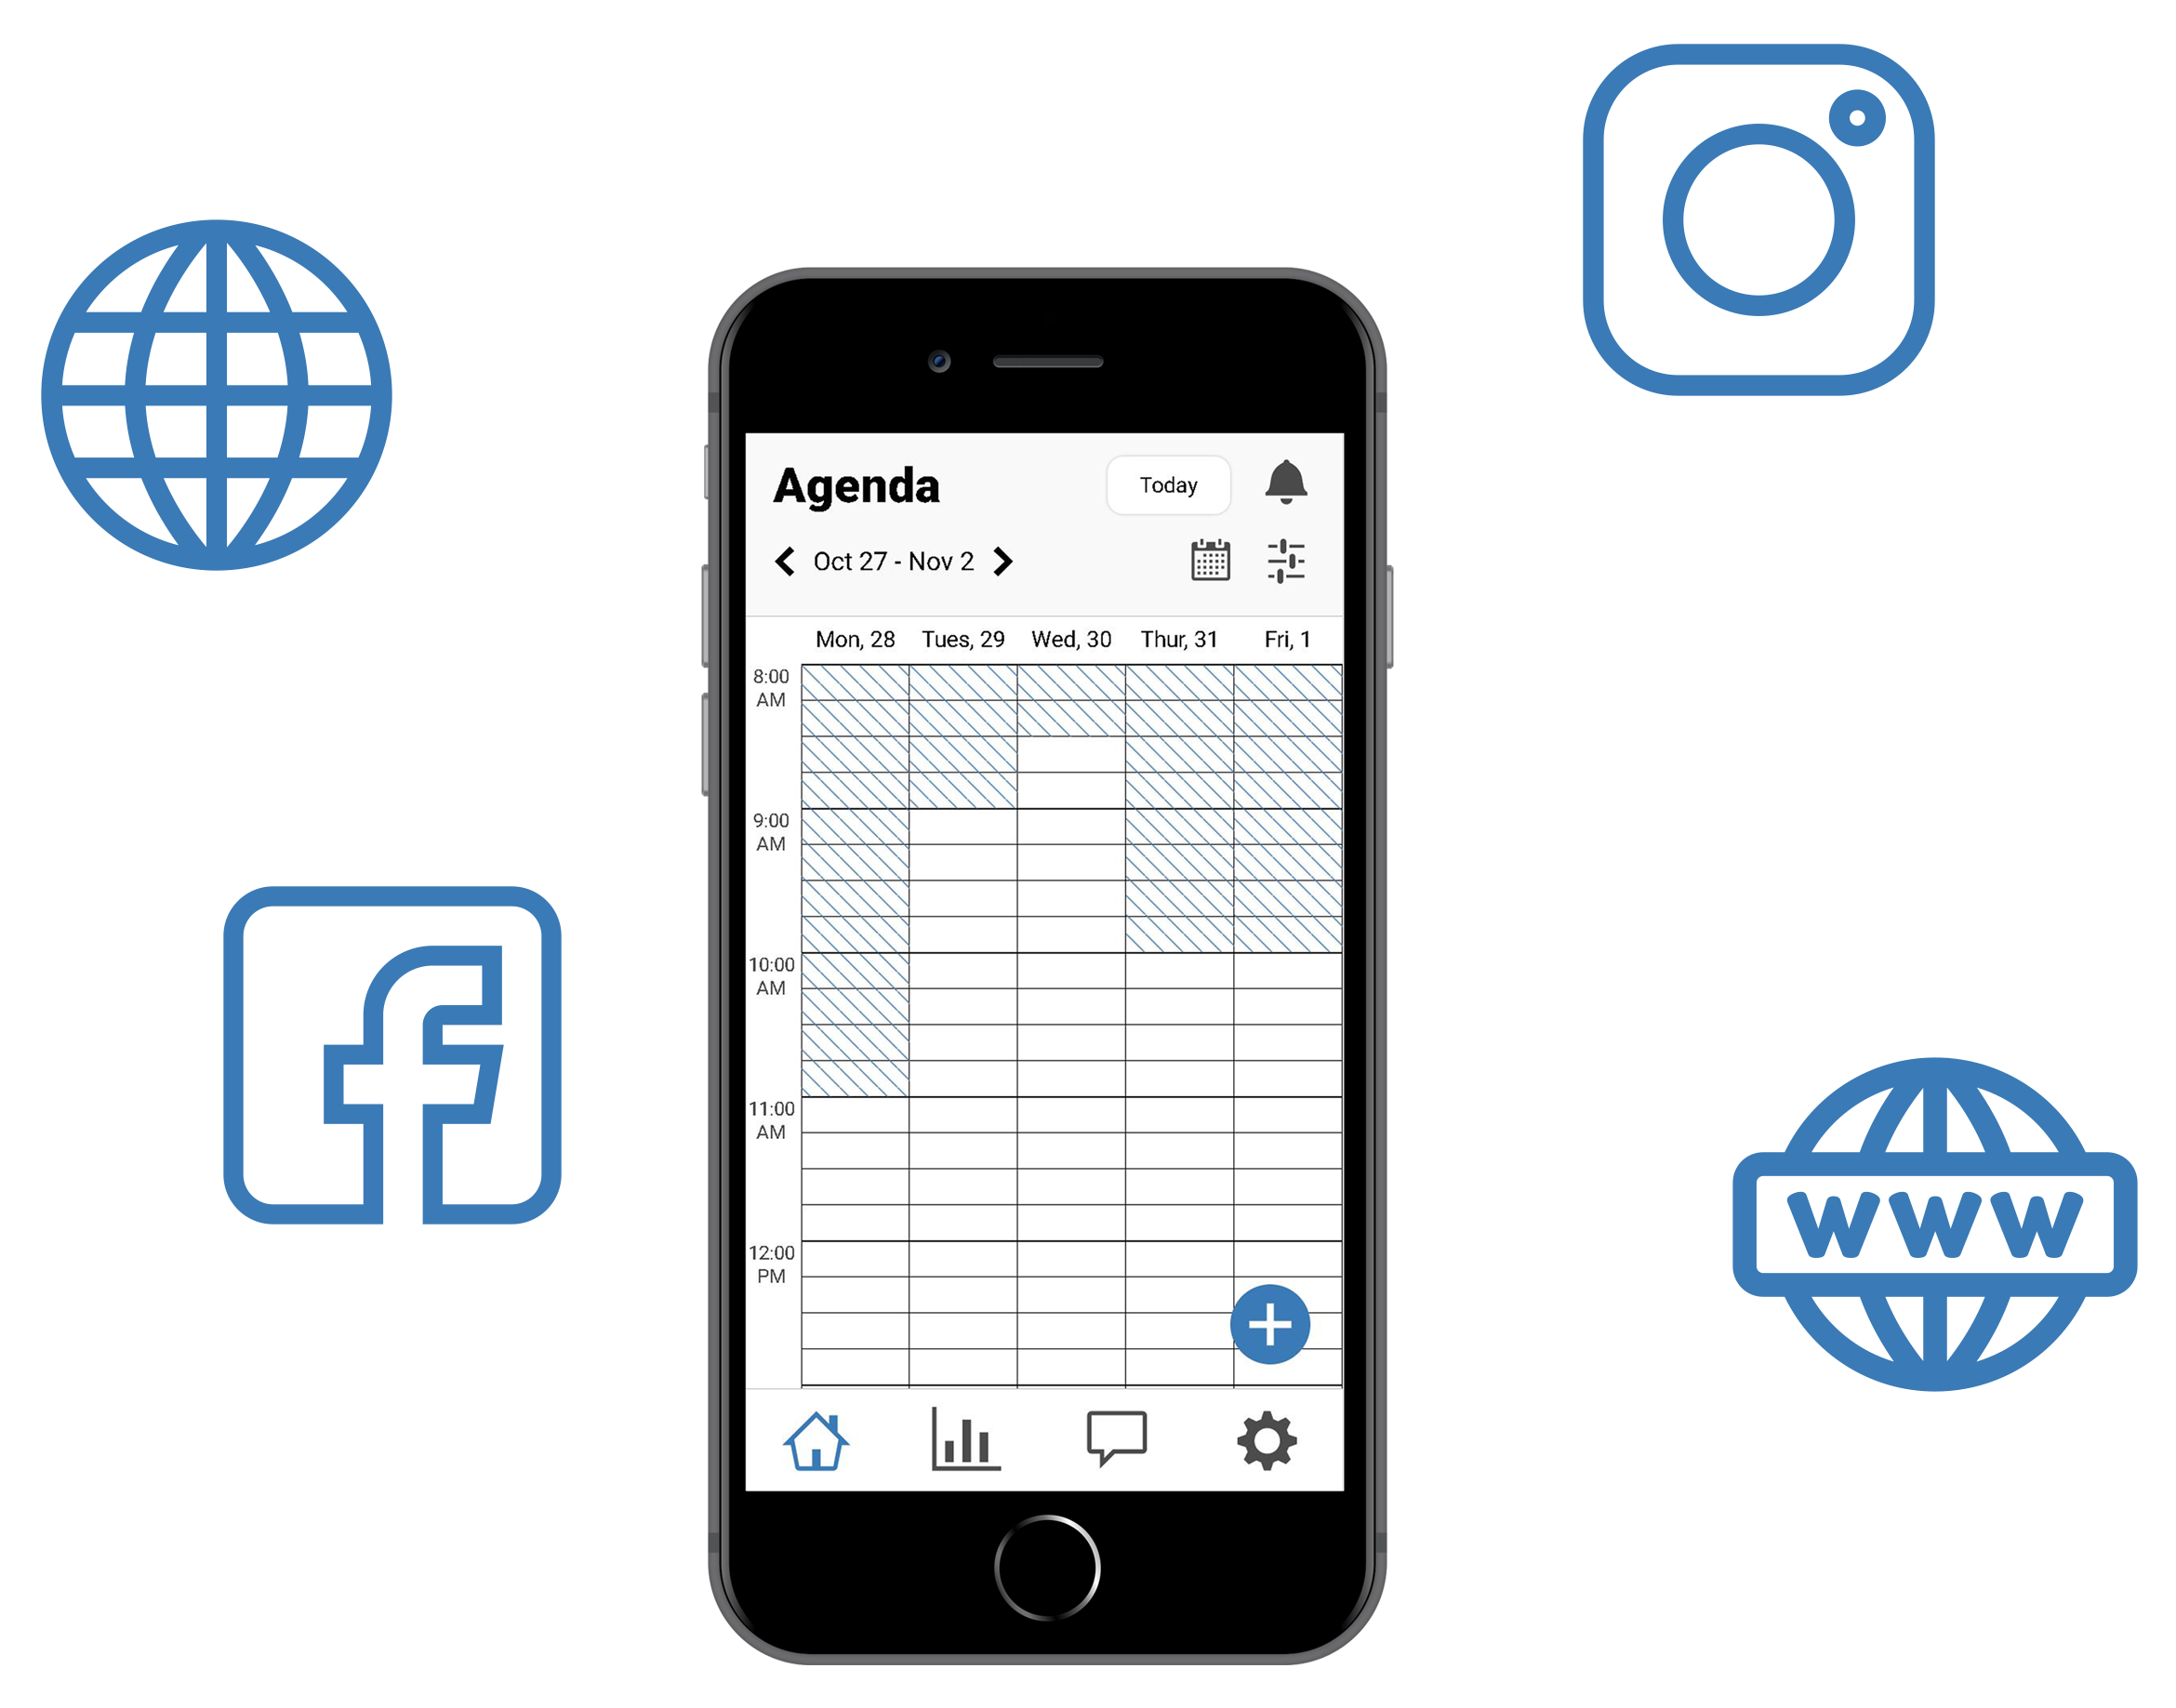 Agenda
Today
Oct 27 - Nov 2
Mon, 28 Tues, 29 Wed, 30 Thur, 31 Fri, 1
8:00
AM
9:00
AM
10:00
AM
11:00
AM
12:00
PM
WWW